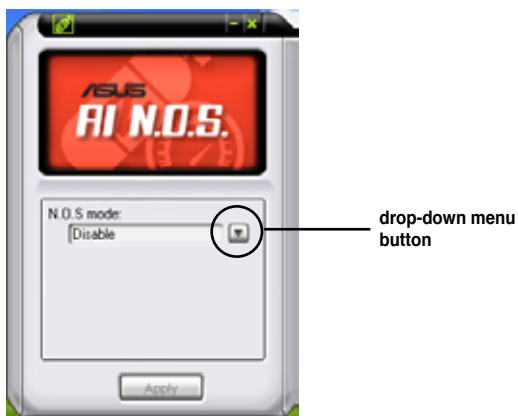 ASUS
AI N.O.S.
N.O.S mode:
Disable
drop-down menu
button
Apply